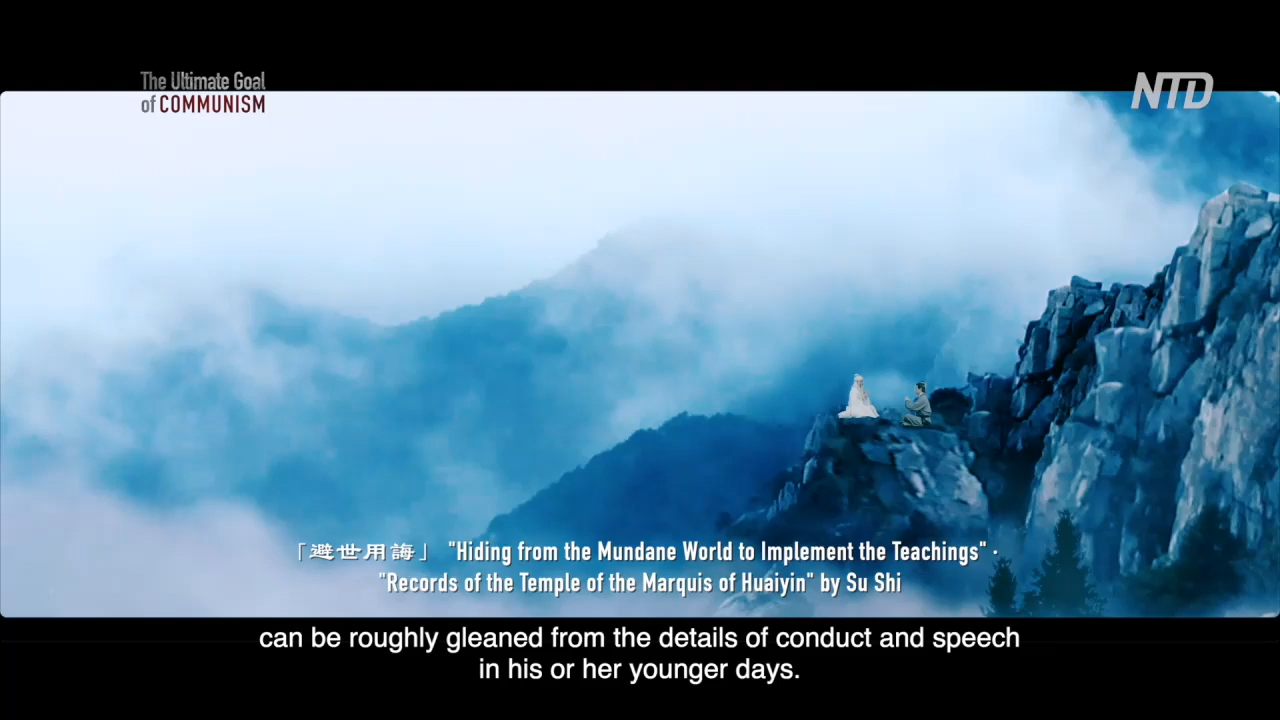 The Ultimate Goal
of COMMUNISM
NTD
「避世用誨」 "Hiding from the Mundane World to Implement the Teachings" ·
"Records of the Temple of the Marquis of Huaiyin" by Su Shi
can be roughly gleaned from the details of conduct and speech
in his or her younger days.